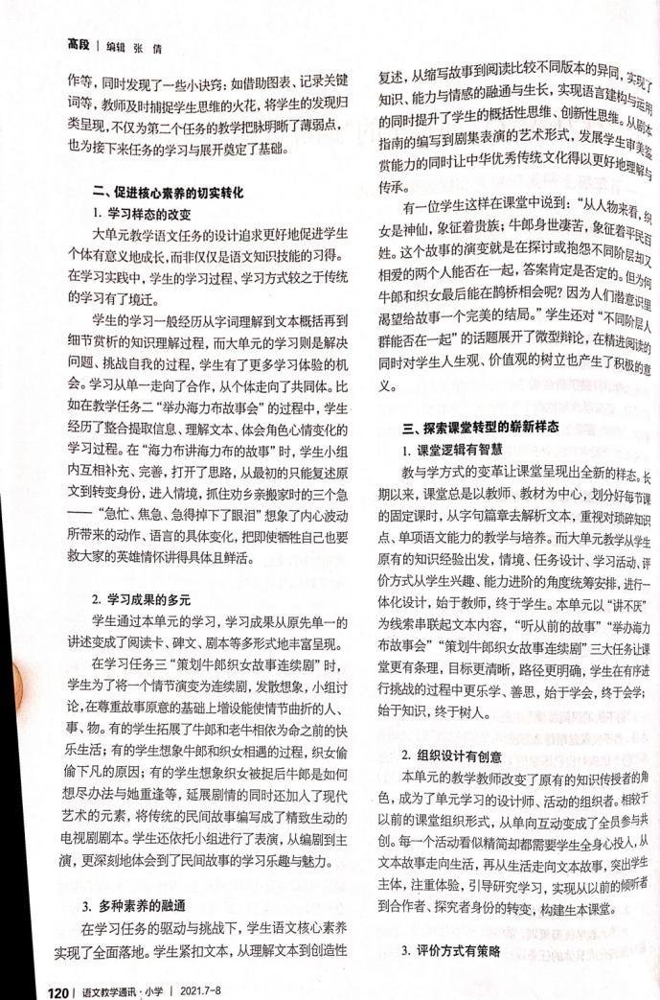 高段 | 编辑 张 倩
作等，同时发现了一些小诀窍：如借助图表、记录关键
词等，教师及时捕捉学生思维的火花，将学生的发现归
类呈现，不仅为第二个任务的教学把脉明晰了薄弱点，
也为接下来任务的学习与展开奠定了基础。
二、促进核心素养的切实转化
1. 学习样态的改变
大单元教学语文任务的设计追求更好地促进学生
个体有意义地成长，而非仅仅是语文知识技能的习得。
在学习实践中，学生的学习过程、学习方式较之于传统
的学习有了境迁。
学生的学习一般经历从字词理解到文本概括再到
细节赏析的知识理解过程，而大单元的学习则是解决
问题、挑战自我的过程，学生有了更多学习体验的机
会。学习从单一走向了合作，从个体走向了共同体。比
如在教学任务二“举办海力布故事会”的过程中，学生
经历了整合提取信息、理解文本、体会角色心情变化的
学习过程。在“海力布讲海力布的故事”时，学生小组
内互相补充、完善，打开了思路，从最初的只能复述原
文到转变身份，进入情境，抓住劝乡亲搬家时的三个急
——“急忙、焦急、急得掉下了眼泪”想象了内心波动
所带来的动作、语言的具体变化，把即使牺牲自己也要
救大家的英雄情怀讲得具体且鲜活。
2. 学习成果的多元
学生通过本单元的学习，学习成果从原先单一的
讲述变成了阅读卡、碑文、剧本等多形式地丰富呈现。
在学习任务三“策划牛郎织女故事连续剧”时，
学生为了将一个情节演变为连续剧，发散想象，小组讨
论，在尊重故事原意的基础上增设能使情节曲折的人、
事、物。有的学生拓展了牛郎和老牛相依为命之前的快
乐生活；有的学生想象牛郎和织女相遇的过程，织女偷
偷下凡的原因；有的学生想象织女被捉后牛郎是如何
想尽办法与她重逢等，延展剧情的同时还加入了现代
艺术的元素，将传统的民间故事编写成了精致生动的
电视剧剧本。学生还依托小组进行了表演，从编剧到主
演，更深刻地体会到了民间故事的学习乐趣与魅力。
3. 多种素养的融通
在学习任务的驱动与挑战下，学生语文核心素养
实现了全面落地。学生紧扣文本，从理解文本到创造性
复述，从缩写故事到阅读比较不同版本的异同，实现了
知识、能力与情感的融通与生长，实现语言建构与运用
的同时提升了学生的概括性思维、创新性思维。从剧本
指南的编写到剧集表演的艺术形式，发展学生审美鉴
赏能力的同时让中华优秀传统文化得以更好地理解与
传承。
有一位学生这样在课堂中说到：“从人物来看，织
女是神仙，象征着贵族；牛郎身世凄苦，象征着平民百
姓。这个故事的演变就是在探讨或抱怨不同阶层却又
相爱的两个人能否在一起，答案肯定是否定的。但为何
牛郎和织女最后能在鹊桥相会呢？因为人们潜意识里
渴望给故事一个完美的结局。”学生还对“不同阶层人
群能否在一起”的话题展开了微型辩论，在精进阅读的
同时对学生人生观、价值观的树立也产生了积极的意
义。
三、探索课堂转型的崭新样态
1. 课堂逻辑有智慧
教与学方式的变革让课堂呈现出全新的样态。长
期以来，课堂总是以教师、教材为中心，划分好每节课
的固定课时，从字句篇章去解析文本，重视对琐碎知识
点、单项语文能力的教学与培养。而大单元教学从学生
原有的知识经验出发，情境、任务设计、学习活动、评
价方式从学生兴趣、能力进阶的角度统筹安排，进行一
体化设计，始于教师，终于学生。本单元以“讲不厌”
为线索串联起文本内容，“听从前的故事”“举办海力
布故事会”“策划牛郎织女故事连续剧”三大任务让课
堂更有条理，目标更清晰，路径更明确，学生在有序进
行挑战的过程中更乐学、善思，始于学会，终于会学；
始于知识，终于树人。
2. 组织设计有创意
本单元的教学教师改变了原有的知识传授者的角
色，成为了单元学习的设计师、活动的组织者。相较于
以前的课堂组织形式，从单向互动变成了全员参与共
创。每一个活动看似精简却都需要学生全身心投入，从
文本故事走向生活，再从生活走向文本故事，突出学生
主体，注重体验，引导研究学习，实现从以前的倾听者
到合作者、探究者身份的转变，构建生本课堂。
3. 评价方式有策略
120 | 语文教学通讯·小学 | 2021.7-8